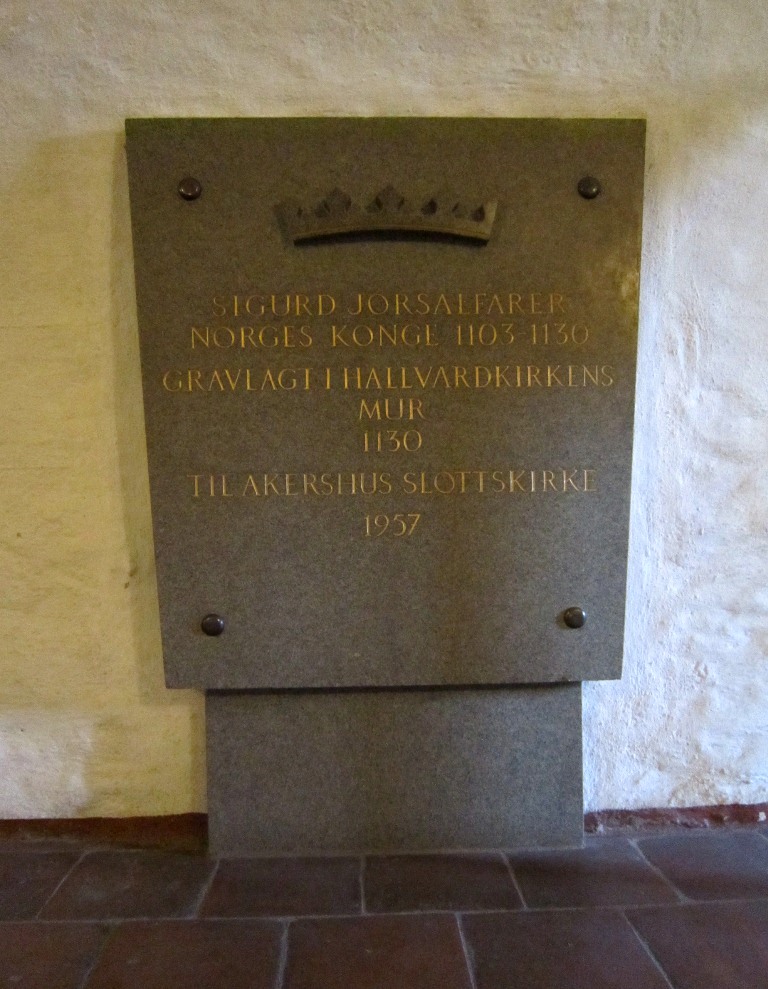 SIGURD JORSALFARER
NORGES KONGE 1103-1130
GRAVLAGT I HALLVARDKIRKENS
MUR
1130
TIL AKERSHUS SLOTTSKIRKE
1957